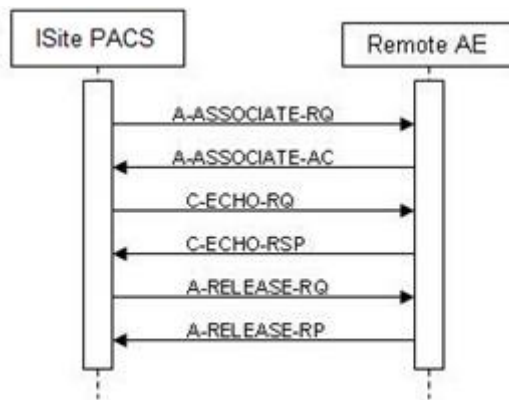 ISite PACS
Remote AE
A-ASSOCIATE-RQ
A-ASSOCIATE-AC
C-ECHO-RQ
C-ECHO-RSP
A-RELEASE-RQ
A-RELEASE-RP